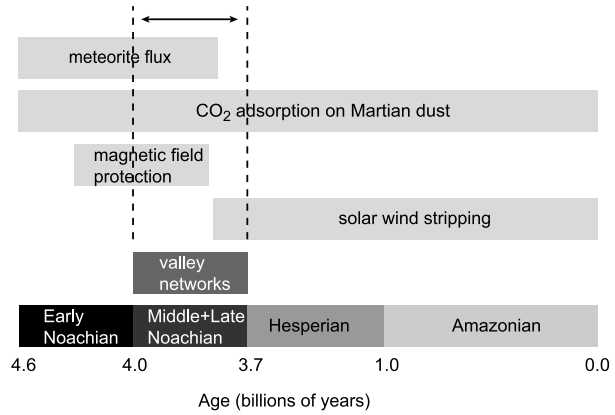 meteorite flux
CO₂ adsorption on Martian dust
magnetic field
protection
solar wind stripping
valley
networks
Early
Noachian
Middle+Late
Noachian
Hesperian
Amazonian
4.6 4.0 3.7 1.0 0.0
Age (billions of years)